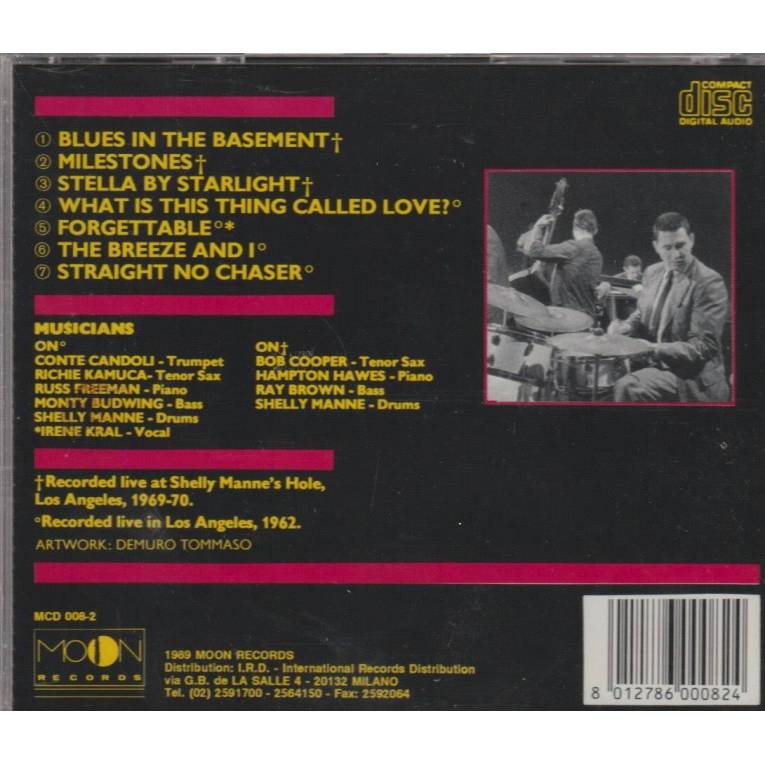 COMPACT
disc
DIGITAL AUDIO
① BLUES IN THE BASEMENT†
② MILESTONES†
③ STELLA BY STARLIGHT†
④ WHAT IS THIS THING CALLED LOVE?°
⑤ FORGETTABLE°*
⑥ THE BREEZE AND I°
⑦ STRAIGHT NO CHASER°
MUSICIANS
ON°
CONTE CANDOLI - Trumpet
RICHIE KAMUCA- Tenor Sax
RUSS FREEMAN - Piano
MONTY BUDWING - Bass
SHELLY MANNE - Drums
*IRENE KRAL - Vocal
ON†
BOB COOPER - Tenor Sax
HAMPTON HAWES - Piano
RAY BROWN - Bass
SHELLY MANNE - Drums
†Recorded live at Shelly Manne's Hole,
Los Angeles, 1969-70.
°Recorded live in Los Angeles, 1962.
ARTWORK: DEMURO TOMMASO
MCD 008-2
MOON
RECORDS
1989 MOON RECORDS
Distribution: I.R.D. - International Records Distribution
via G.B. de LA SALLE 4 - 20132 MILANO
Tel. (02) 2591700 - 2564150 - Fax: 2592064
8 012786 000824